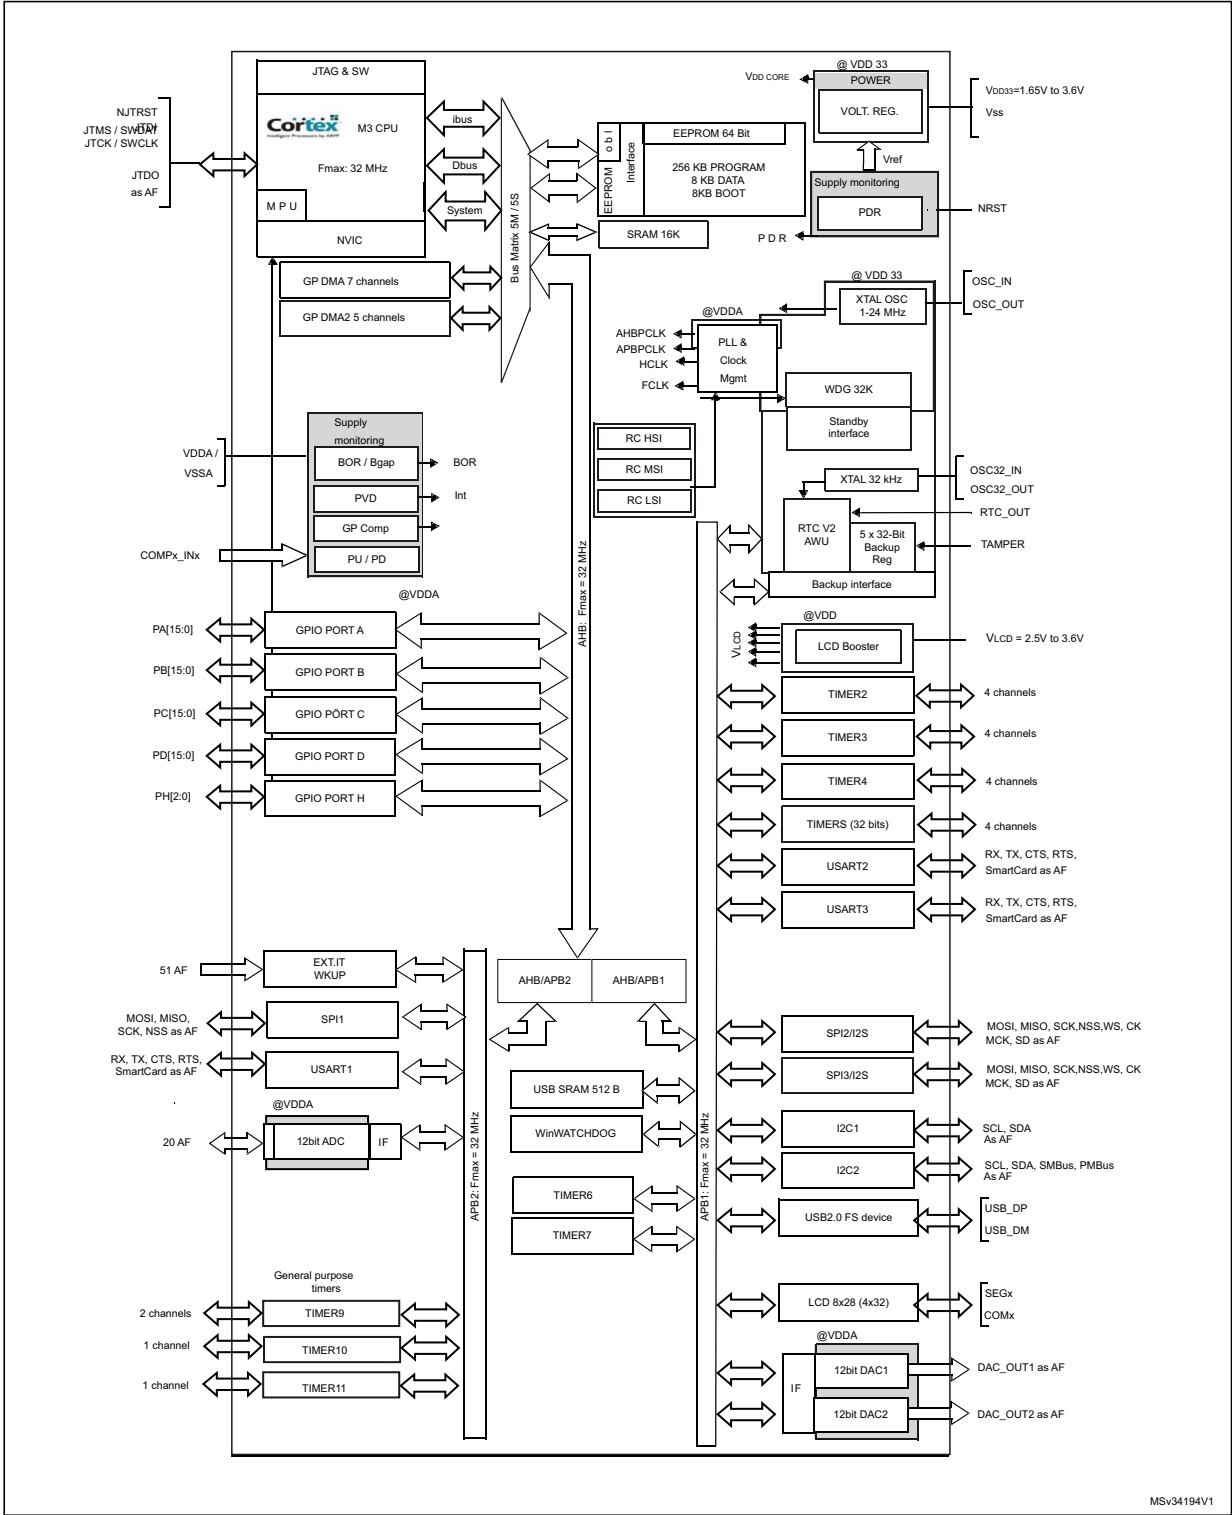 JTAG & SW
NJTRST
JTDI
JTMS / SWDAT
JTCK / SWCLK
JTDO
as AF
Cortex
Intelligent Processors by ARM®
M3 CPU
Fmax: 32 MHz
M P U
NVIC
ibus
Dbus
System
Bus Matrix 5M / 5S
GP DMA 7 channels
GP DMA2 5 channels
EEPROM
o b l
Interface
EEPROM 64 Bit
256 KB PROGRAM
8 KB DATA
8KB BOOT
SRAM 16K
@ VDD 33
VDD CORE
POWER
VOLT. REG.
VDD33=1.65V to 3.6V
Vss
Vref
Supply monitoring
PDR
NRST
P D R
@ VDD 33
XTAL OSC
1-24 MHz
OSC_IN
OSC_OUT
@VDDA
PLL &
Clock
Mgmt
AHBPCLK
APBPCLK
HCLK
FCLK
WDG 32K
Standby
interface
RC HSI
RC MSI
RC LSI
XTAL 32 kHz
OSC32_IN
OSC32_OUT
RTC V2
AWU
5 x 32-Bit
Backup
Reg
RTC_OUT
TAMPER
Backup interface
Supply
monitoring
VDDA /
VSSA
BOR / Bgap
BOR
PVD
Int
GP Comp
PU / PD
COMPx_INx
@VDDA
AHB: Fmax = 32 MHz
PA[15:0]
GPIO PORT A
PB[15:0]
GPIO PORT B
PC[15:0]
GPIO PÖRT C
PD[15:0]
GPIO PORT D
PH[2:0]
GPIO PORT H
@VDD
VLCD
LCD Booster
VLCD = 2.5V to 3.6V
TIMER2
4 channels
TIMER3
4 channels
TIMER4
4 channels
TIMERS (32 bits)
4 channels
USART2
RX, TX, CTS, RTS,
SmartCard as AF
USART3
RX, TX, CTS, RTS,
SmartCard as AF
51 AF
EXT.IT
WKUP
AHB/APB2
AHB/APB1
MOSI, MISO,
SCK, NSS as AF
SPI1
RX, TX, CTS, RTS,
SmartCard as AF
USART1
@VDDA
20 AF
12bit ADC
IF
APB2: Fmax = 32 MHz
USB SRAM 512 B
WinWATCHDOG
TIMER6
TIMER7
APB1: Fmax = 32 MHz
SPI2/I2S
MOSI, MISO, SCK,NSS,WS, CK
MCK, SD as AF
SPI3/I2S
MOSI, MISO, SCK,NSS,WS, CK
MCK, SD as AF
I2C1
SCL, SDA
As AF
I2C2
SCL, SDA, SMBus, PMBus
As AF
USB2.0 FS device
USB_DP
USB_DM
General purpose
timers
2 channels
TIMER9
1 channel
TIMER10
1 channel
TIMER11
LCD 8x28 (4x32)
SEGx
COMx
@VDDA
IF
12bit DAC1
DAC_OUT1 as AF
12bit DAC2
DAC_OUT2 as AF
MSv34194V1